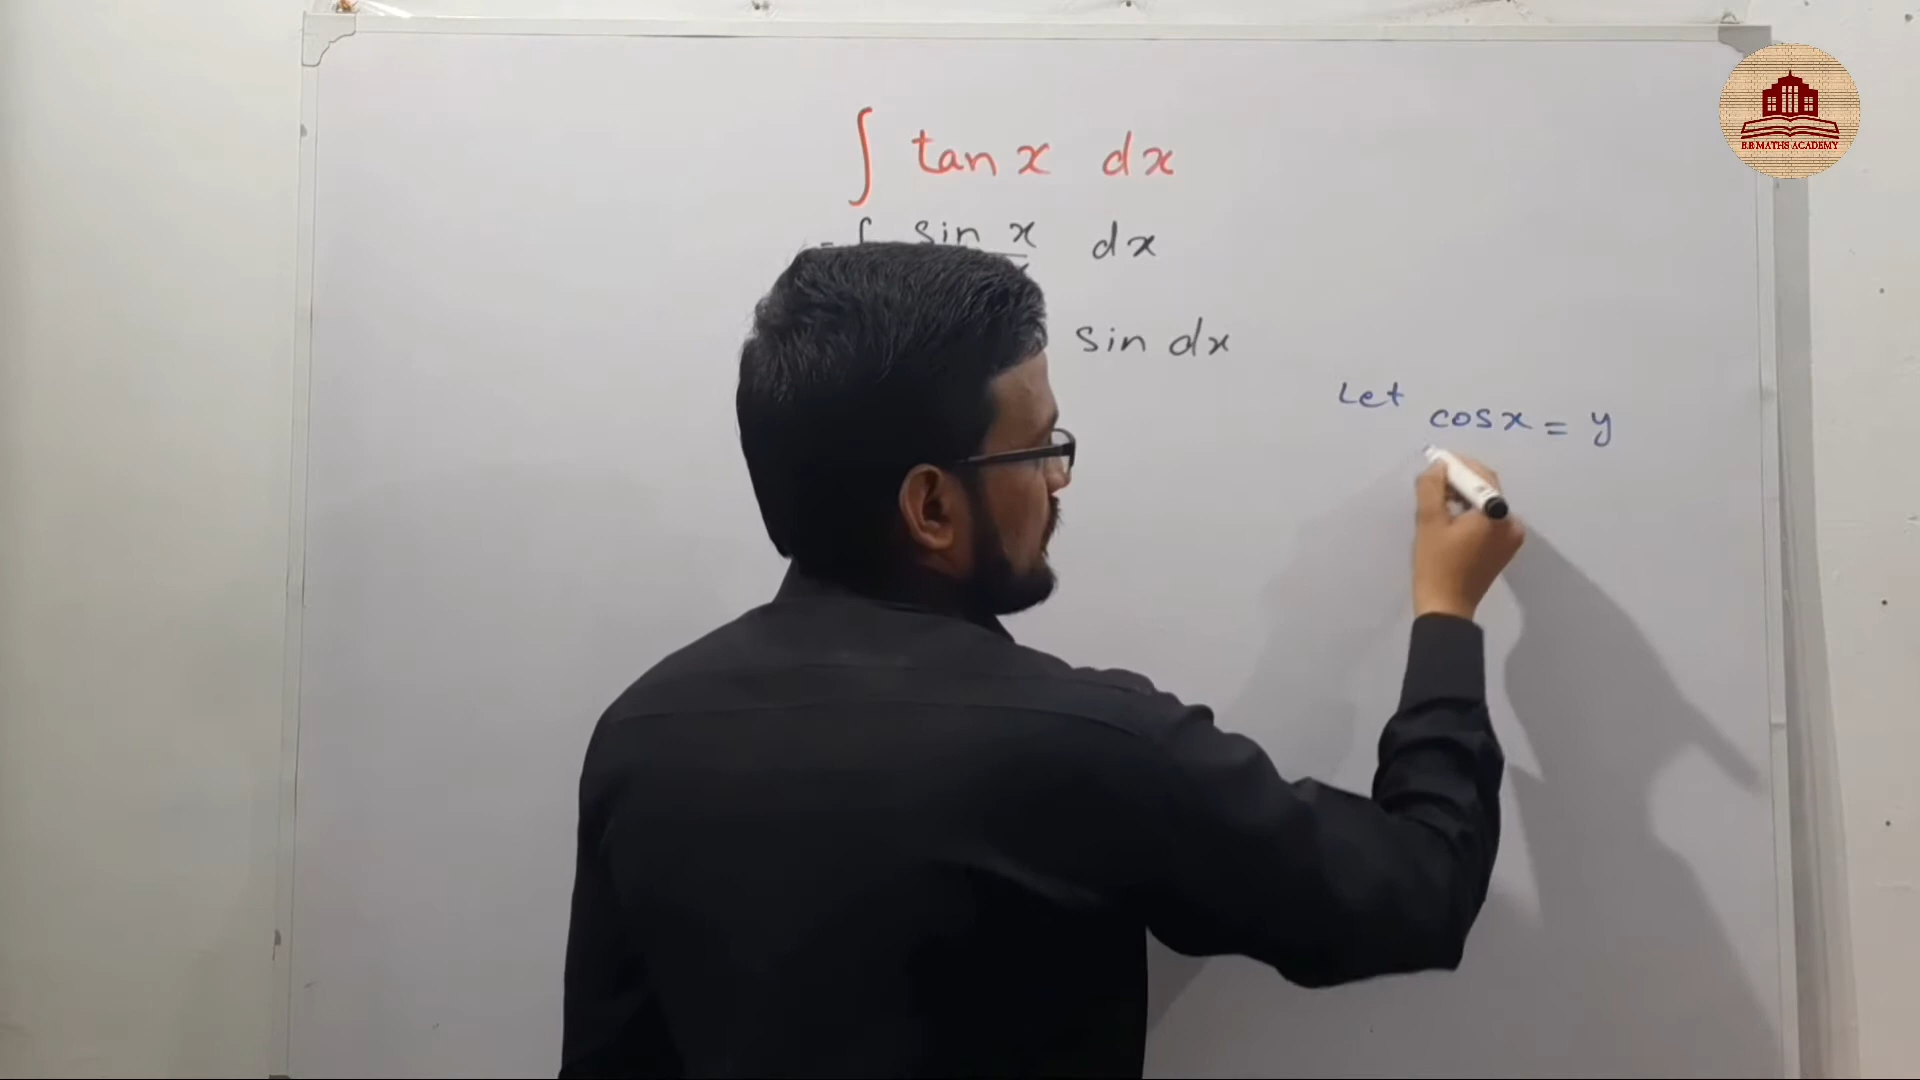 ∫ tan x dx
= ∫ sin x dx
sin dx
Let cos x = y
B.B MATHS ACADEMY